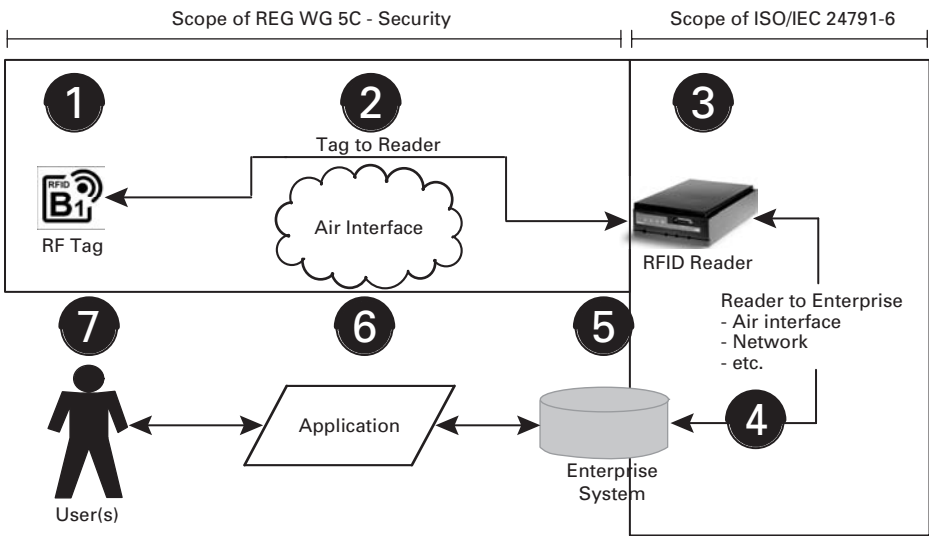 Scope of REG WG 5C - Security
Scope of ISO/IEC 24791-6
1
2
3
Tag to Reader
RFID
B1
Air Interface
RF Tag
RFID Reader
Reader to Enterprise
- Air interface
- Network
- etc.
7
6
5
4
Application
Enterprise
System
User(s)